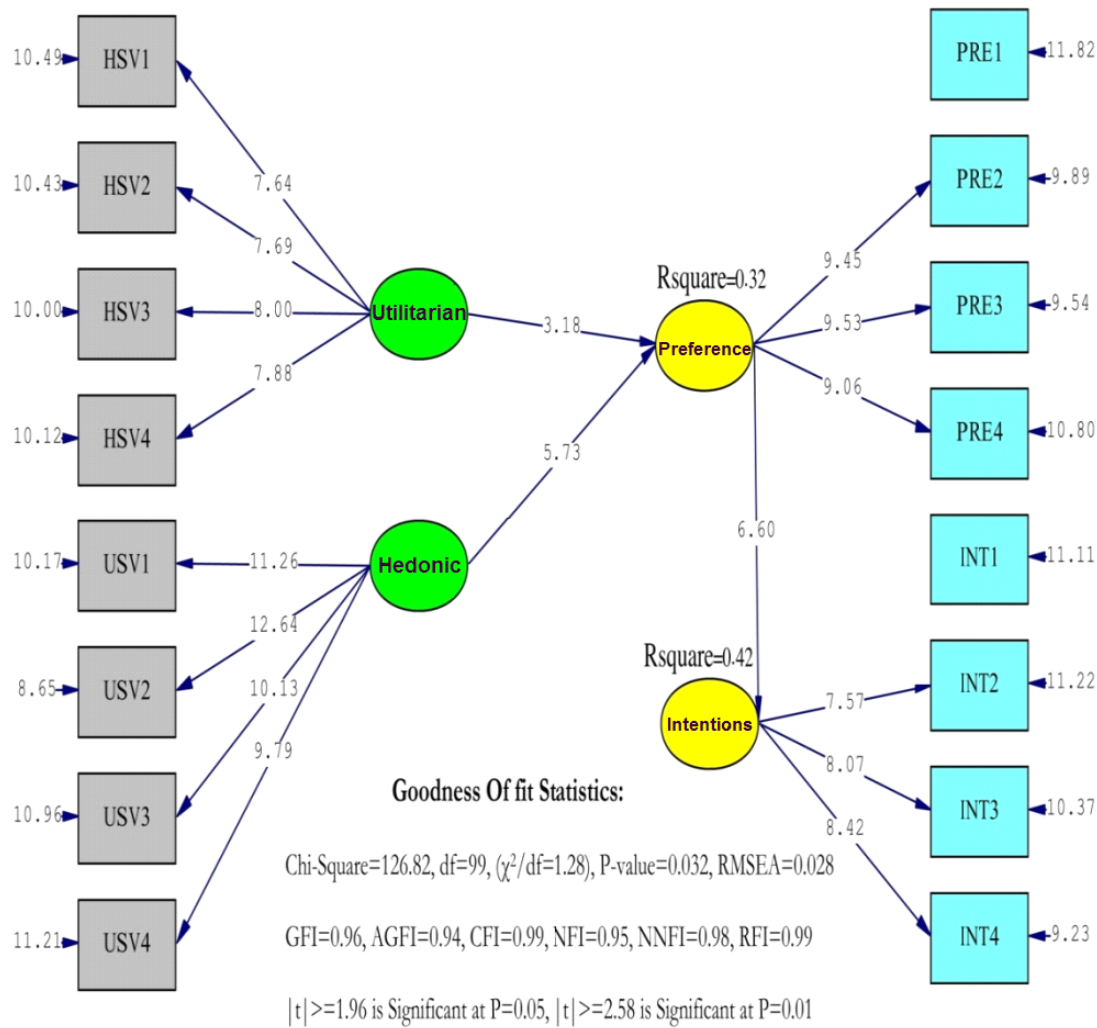 10.49 HSV1 PRE1 11.82
10.43 HSV2 7.64 PRE2 9.89
7.69 9.45
Rsquare=0.32
10.00 HSV3 8.00 Utilitarian 3.18 9.53 PRE3 9.54
Preference
7.88 9.06
10.12 HSV4 5.73 PRE4 10.80
6.60
10.17 USV1 11.26 Hedonic INT1 11.11
12.64
Rsquare=0.42
8.65 USV2 10.13 7.57 INT2 11.22
Intentions
9.79 8.07
Goodness Of fit Statistics:
10.96 USV3 8.42 INT3 10.37
Chi-Square=126.82, df=99, (χ²/df=1.28), P-value=0.032, RMSEA=0.028
11.21 USV4 GFI=0.96, AGFI=0.94, CFI=0.99, NFI=0.95, NNFI=0.98, RFI=0.99 INT4 9.23
|t|>=1.96 is Significant at P=0.05, |t|>=2.58 is Significant at P=0.01